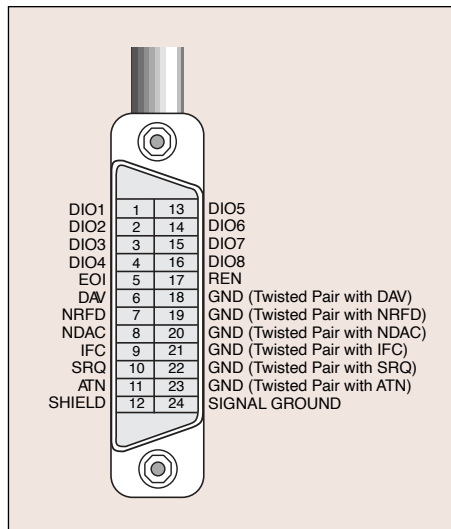 DIO1 1 13 DIO5
DIO2 2 14 DIO6
DIO3 3 15 DIO7
DIO4 4 16 DIO8
EOI 5 17 REN
DAV 6 18 GND (Twisted Pair with DAV)
NRFD 7 19 GND (Twisted Pair with NRFD)
NDAC 8 20 GND (Twisted Pair with NDAC)
IFC 9 21 GND (Twisted Pair with IFC)
SRQ 10 22 GND (Twisted Pair with SRQ)
ATN 11 23 GND (Twisted Pair with ATN)
SHIELD 12 24 SIGNAL GROUND